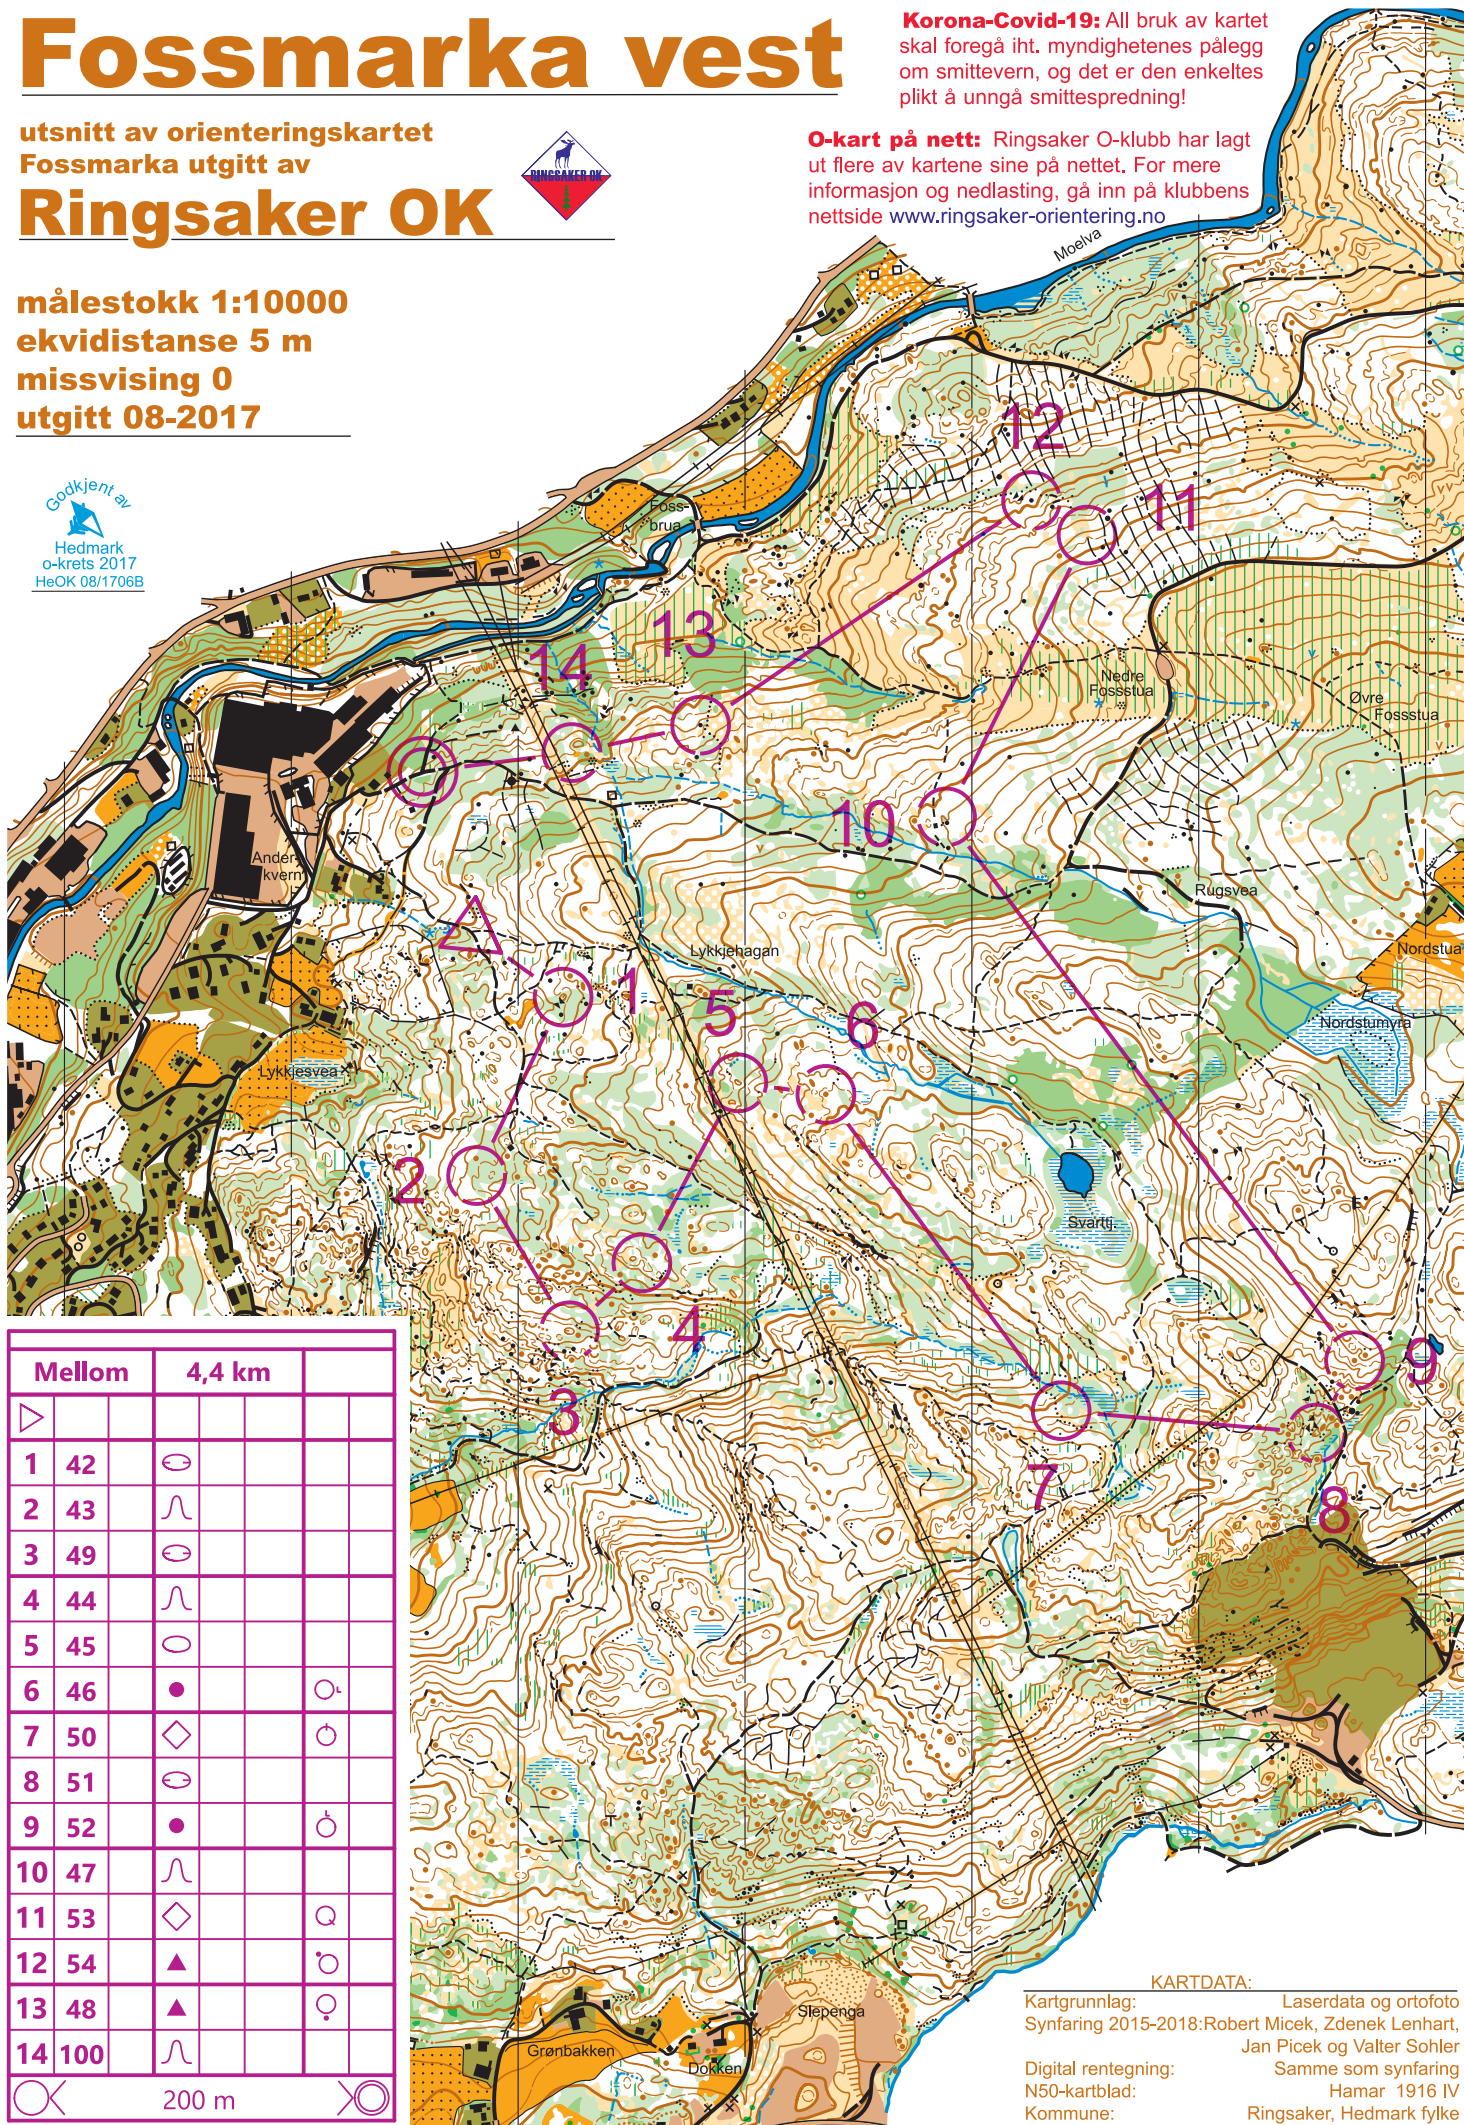 Fossmarka vest
utsnitt av orienteringskartet
Fossmarka utgitt av
Ringsaker OK
RINGSAKER OK
målestokk 1:10000
ekvidistanse 5 m
missvising 0
utgitt 08-2017
Godkjent av
Hedmark
o-krets 2017
HeOK 08/1706B
Korona-Covid-19: All bruk av kartet
skal foregå iht. myndighetenes pålegg
om smittevern, og det er den enkeltes
plikt å unngå smittespredning!
O-kart på nett: Ringsaker O-klubb har lagt
ut flere av kartene sine på nettet. For mere
informasjon og nedlasting, gå inn på klubbens
nettside www.ringsaker-orientering.no
Moelva
12
11
Foss-
brua
13
14
Nedre
Fossstua
Øvre
Fossstua
10
Ander-
kvern
Rugsvea
Lykkjehagan
Nordstua
1
5
6
Nordstumyra
Lykkjesvea
2
Svarttj.
4
9
3
7
8
Slepenga
Grønbakken
Dokken
Mellom 4,4 km
1 42
2 43
3 49
4 44
5 45
6 46
7 50
8 51
9 52
10 47
11 53
12 54
13 48
14 100
200 m
KARTDATA:
Kartgrunnlag: Laserdata og ortofoto
Synfaring 2015-2018: Robert Micek, Zdenek Lenhart,
Jan Picek og Valter Sohler
Digital rentegning: Samme som synfaring
N50-kartblad: Hamar 1916 IV
Kommune: Ringsaker, Hedmark fylke